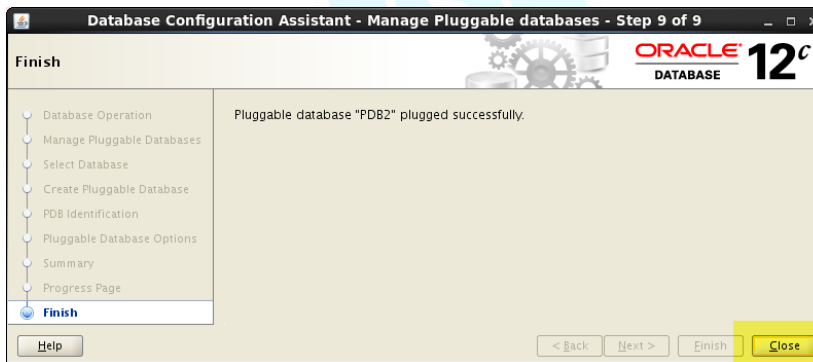 Database Configuration Assistant - Manage Pluggable databases - Step 9 of 9
Finish
ORACLE
DATABASE
12c
Database Operation
Manage Pluggable Databases
Select Database
Create Pluggable Database
PDB Identification
Pluggable Database Options
Summary
Progress Page
Finish
Pluggable database "PDB2" plugged successfully.
Help
< Back
Next >
Finish
Close